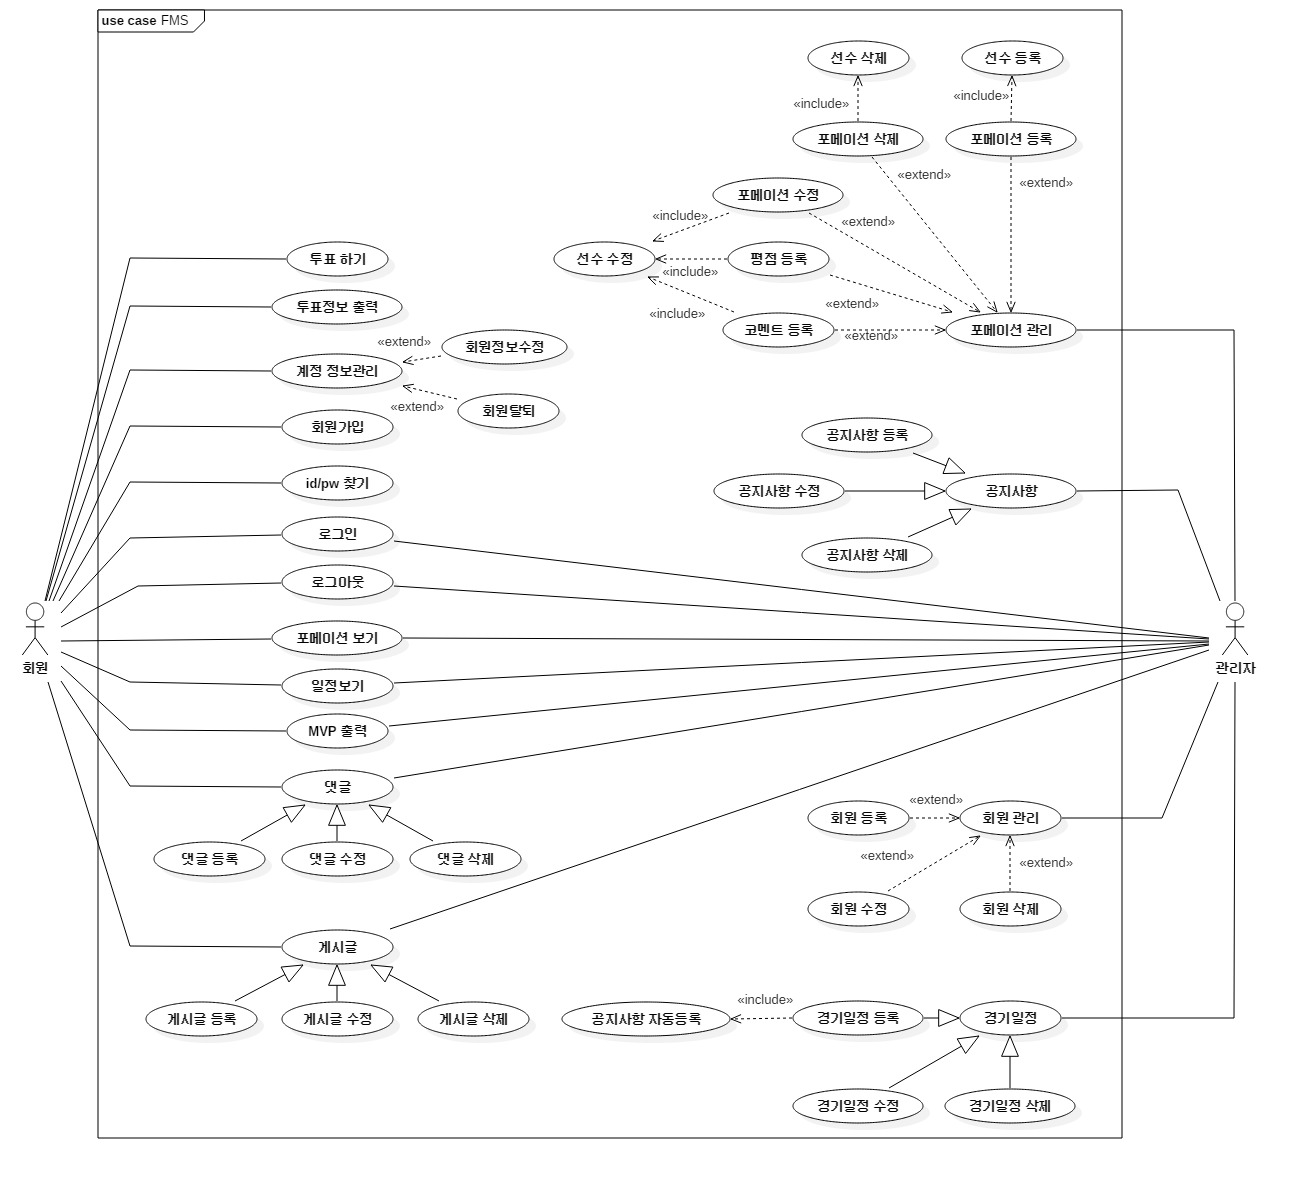 use case FMS
선수 삭제
선수 등록
«include»
«include»
포메이션 삭제
포메이션 등록
«extend»
«extend»
포메이션 수정
«include»
«extend»
투표 하기
선수 수정
평점 등록
«include»
투표정보 출력
«extend»
«include»
코멘트 등록
«extend»
포메이션 관리
«extend»
회원정보수정
계정 정보관리
«extend»
회원탈퇴
회원가입
공지사항 등록
id/pw 찾기
공지사항 수정
공지사항
로그인
공지사항 삭제
로그아웃
포메이션 보기
회원
관리자
일정보기
MVP 출력
댓글
«extend»
회원 등록
회원 관리
댓글 등록
댓글 수정
댓글 삭제
«extend»
«extend»
회원 수정
회원 삭제
게시글
«include»
게시글 등록
게시글 수정
게시글 삭제
공지사항 자동등록
경기일정 등록
경기일정
경기일정 수정
경기일정 삭제